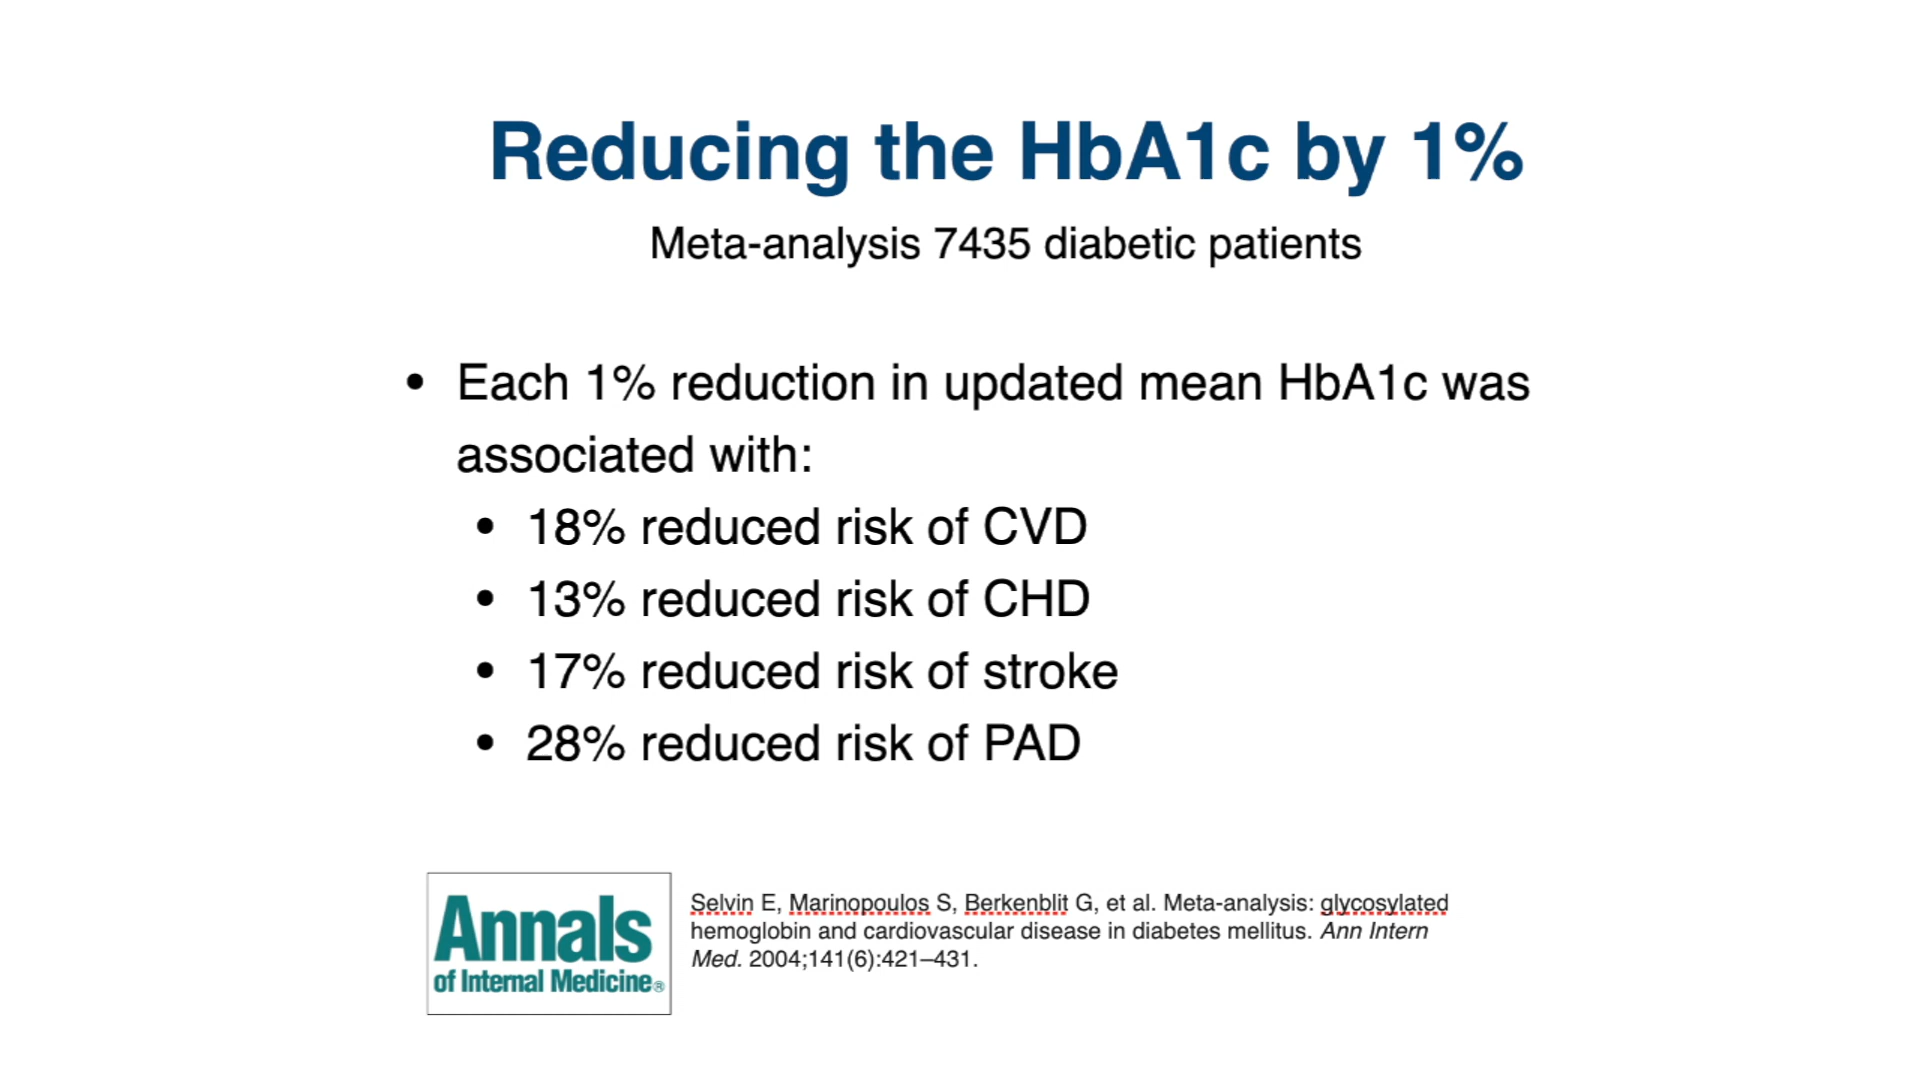 Reducing the HbA1c by 1%
Meta-analysis 7435 diabetic patients
• Each 1% reduction in updated mean HbA1c was
associated with:
• 18% reduced risk of CVD
• 13% reduced risk of CHD
• 17% reduced risk of stroke
• 28% reduced risk of PAD
Annals
of Internal Medicine®
Selvin E, Marinopoulos S, Berkenblit G, et al. Meta-analysis: glycosylated
hemoglobin and cardiovascular disease in diabetes mellitus. Ann Intern
Med. 2004;141(6):421–431.